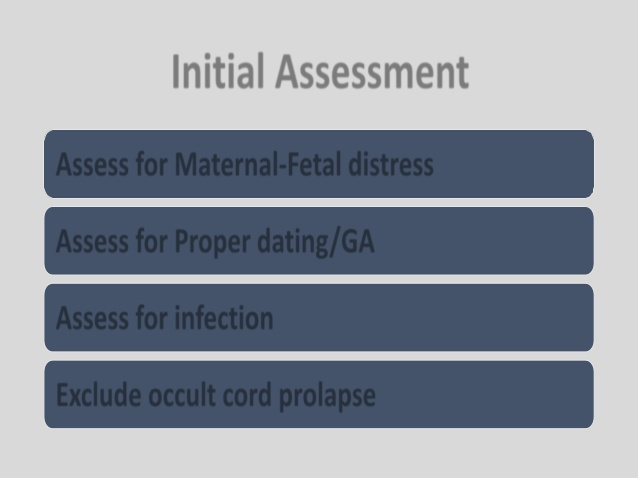 Initial Assessment
Assess for Maternal-Fetal distress
Assess for Proper dating/GA
Assess for infection
Exclude occult cord prolapse